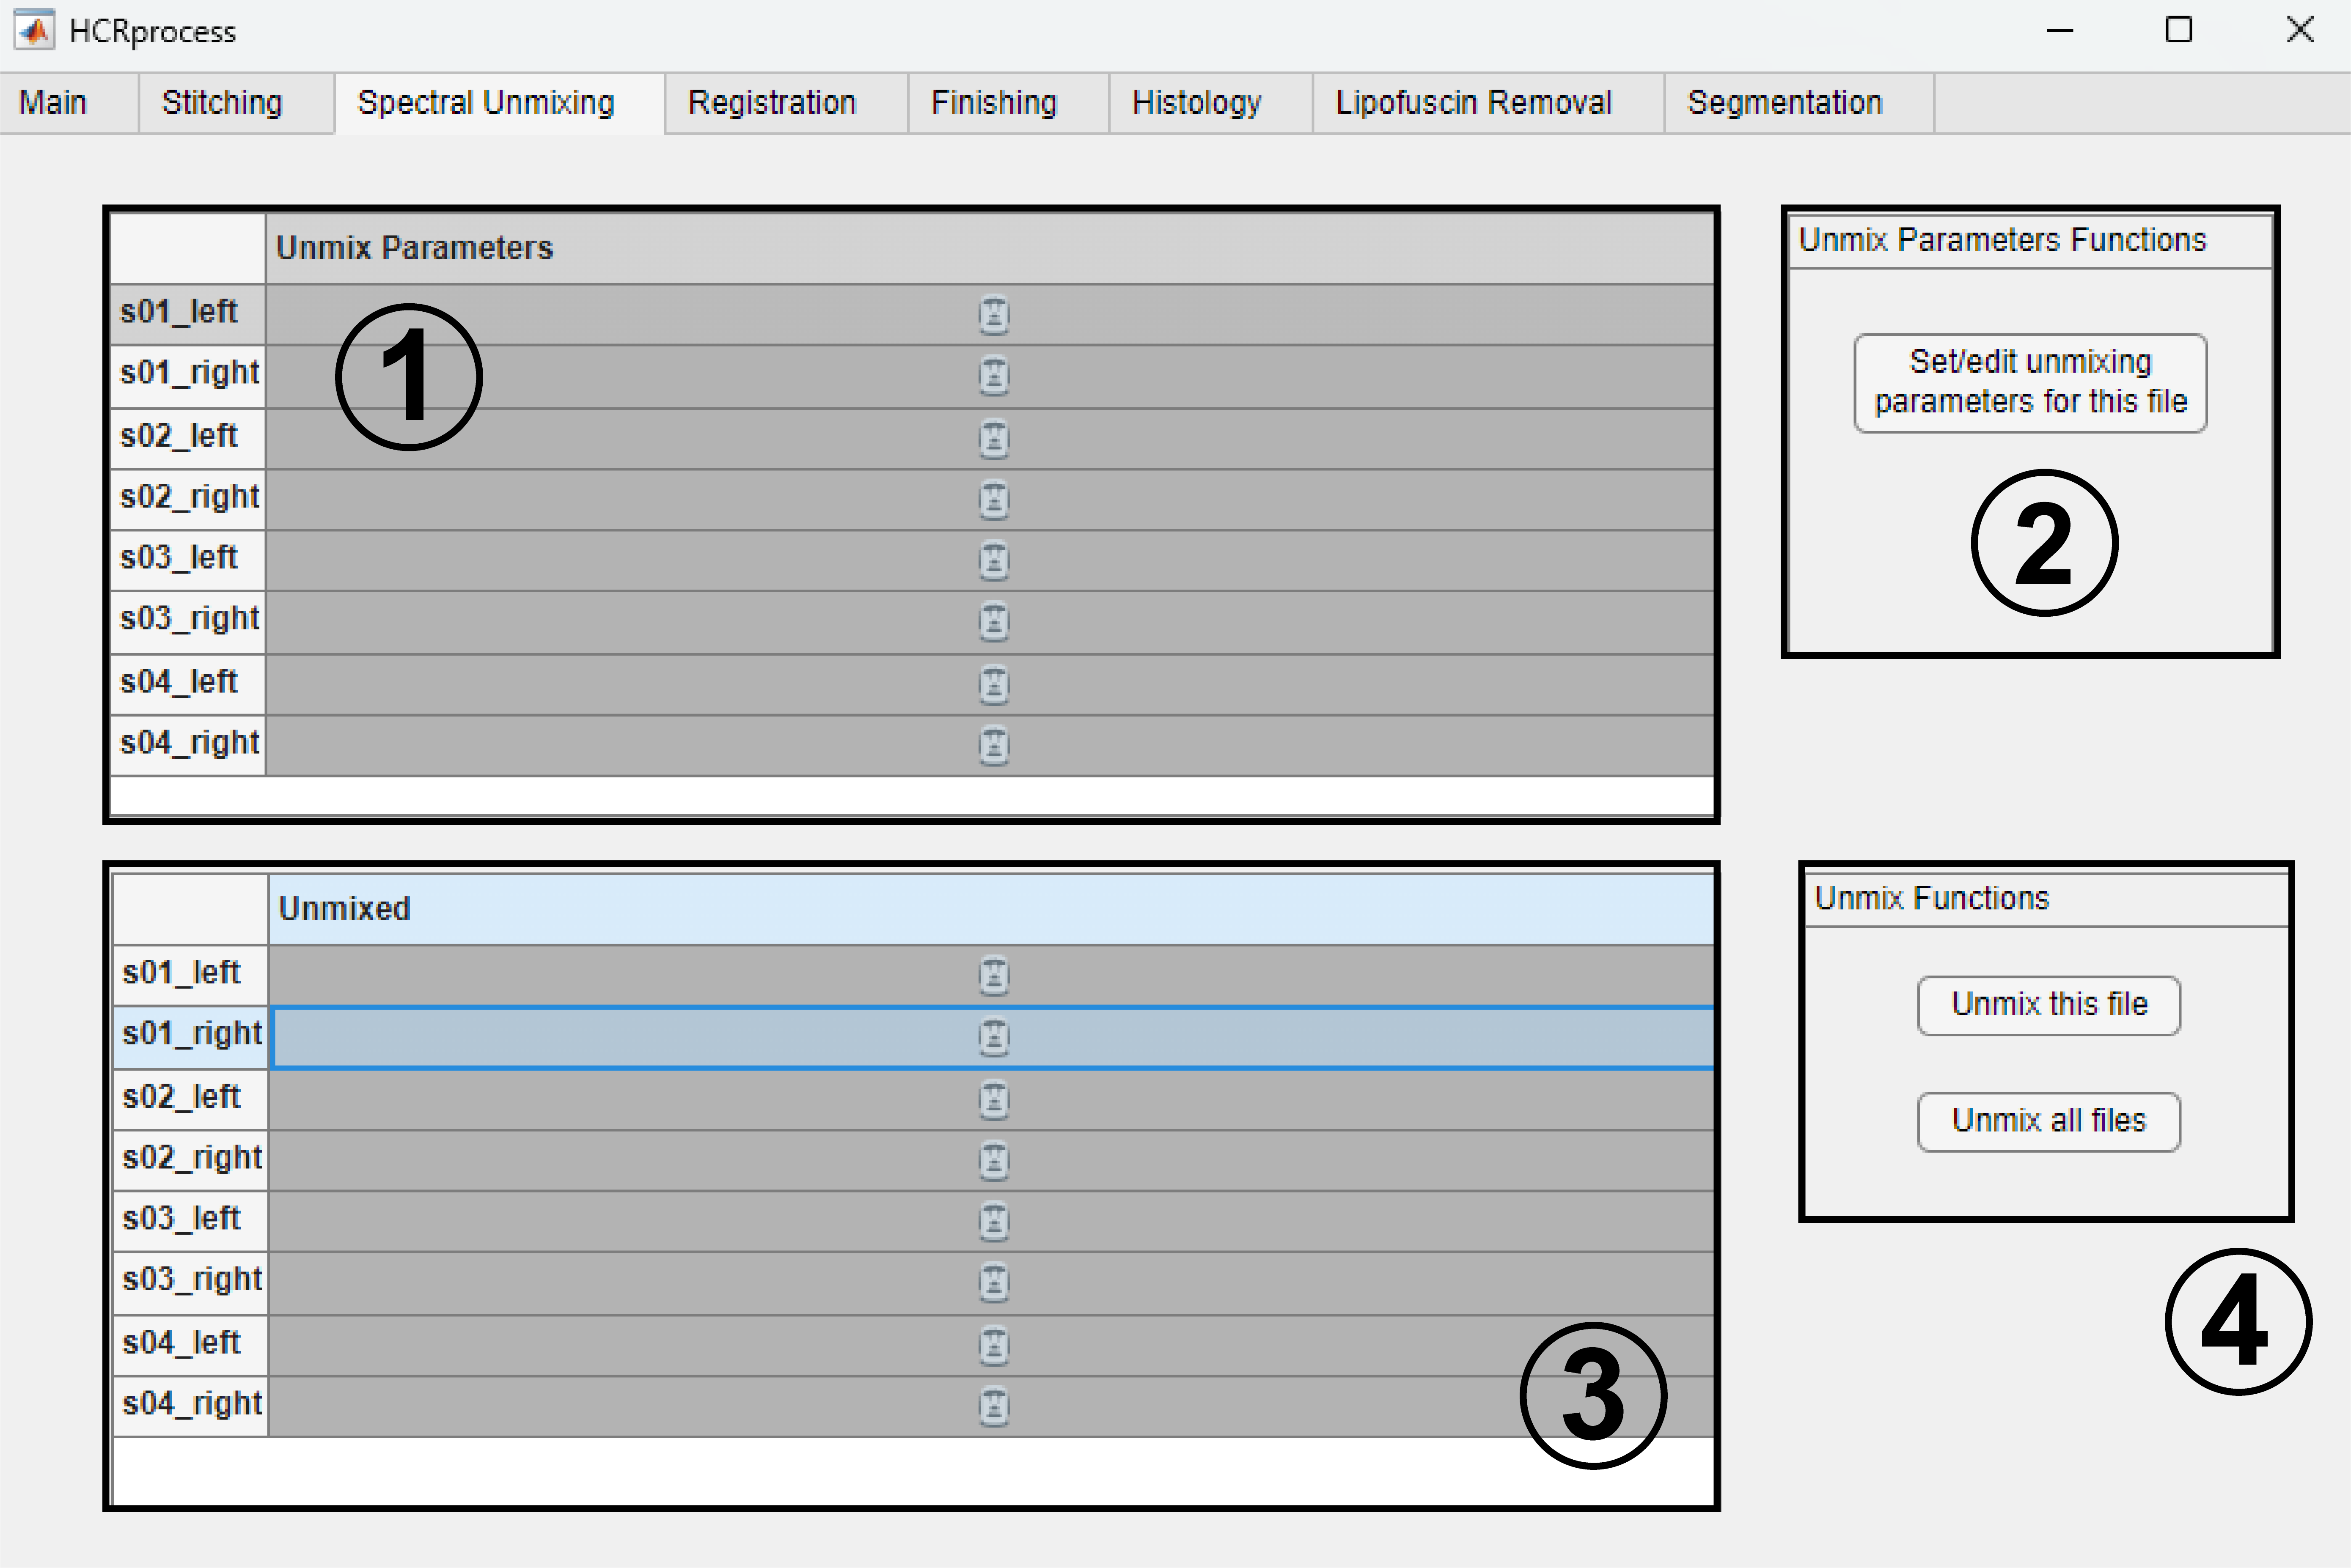 HCRprocess
Main Stitching Spectral Unmixing Registration Finishing Histology Lipofuscin Removal Segmentation
Unmix Parameters
s01_left
s01_right
s02_left
s02_right
s03_left
s03_right
s04_left
s04_right
1
Unmix Parameters Functions
Set/edit unmixing
parameters for this file
2
Unmixed
s01_left
s01_right
s02_left
s02_right
s03_left
s03_right
s04_left
s04_right
3
Unmix Functions
Unmix this file
Unmix all files
4